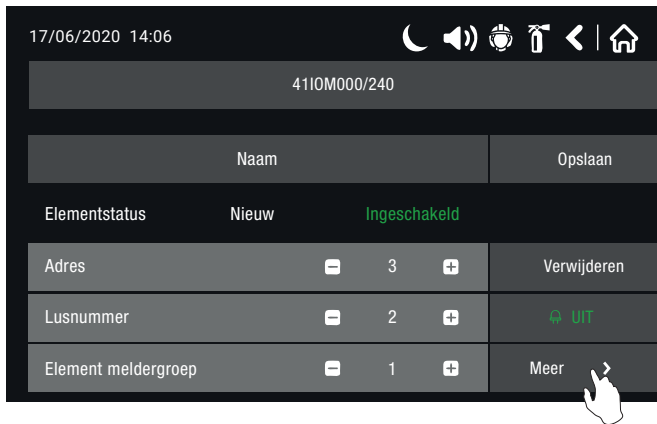 17/06/2020 14:06
41IOM000/240
Naam Opslaan
Elementstatus Nieuw Ingeschakeld
Adres 3 Verwijderen
Lusnummer 2 UIT
Element meldergroep 1 Meer